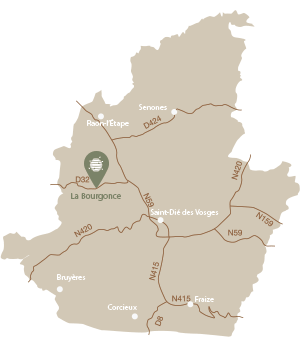 Senones
D424
Raon-l'Étape
N420
D32
La Bourgonce
N59
Saint-Dié des Vosges
N159
N420
N59
N415
Bruyères
N415
Fraize
Corcieux
D8